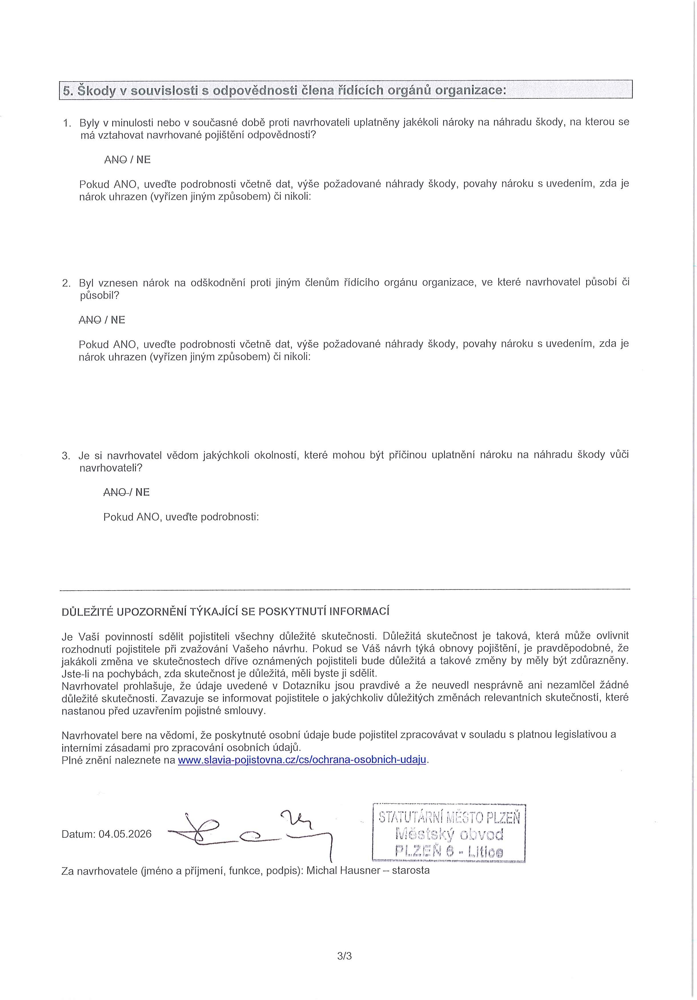 5. Škody v souvislosti s odpovědnosti člena řídících orgánů organizace:
1. Byly v minulosti nebo v současné době proti navrhovateli uplatněny jakékoli nároky na náhradu škody, na kterou se
má vztahovat navrhované pojištění odpovědnosti?
ANO / NE
Pokud ANO, uveďte podrobnosti včetně dat, výše požadované náhrady škody, povahy nároku s uvedením, zda je
nárok uhrazen (vyřízen jiným způsobem) či nikoli:
2. Byl vznesen nárok na odškodnění proti jiným členům řídícího orgánu organizace, ve které navrhovatel působí či
působil?
ANO / NE
Pokud ANO, uveďte podrobnosti včetně dat, výše požadované náhrady škody, povahy nároku s uvedením, zda je
nárok uhrazen (vyřízen jiným způsobem) či nikoli:
3. Je si navrhovatel vědom jakýchkoli okolností, které mohou být příčinou uplatnění nároku na náhradu škody vůči
navrhovateli?
ANO / NE
Pokud ANO, uveďte podrobnosti:
DŮLEŽITÉ UPOZORNĚNÍ TÝKAJÍCÍ SE POSKYTNUTÍ INFORMACÍ
Je Vaší povinností sdělit pojistiteli všechny důležité skutečnosti. Důležitá skutečnost je taková, která může ovlivnit
rozhodnutí pojistitele při zvažování Vašeho návrhu. Pokud se Váš návrh týká obnovy pojištění, je pravděpodobné, že
jakákoli změna ve skutečnostech dříve oznámených pojistiteli bude důležitá a takové změny by měly být zdůrazněny.
Jste-li na pochybách, zda skutečnost je důležitá, měli byste ji sdělit.
Navrhovatel prohlašuje, že údaje uvedené v Dotazníku jsou pravdivé a že neuvedl nesprávně ani nezamlčel žádné
důležité skutečnosti. Zavazuje se informovat pojistitele o jakýchkoliv důležitých změnách relevantních skutečností, které
nastanou před uzavřením pojistné smlouvy.
Navrhovatel bere na vědomí, že poskytnuté osobní údaje bude pojistitel zpracovávat v souladu s platnou legislativou a
interními zásadami pro zpracování osobních údajů.
Plné znění naleznete na www.slavia-pojistovna.cz/cs/ochrana-osobnich-udaju.
STATUTÁRNÍ MĚSTO PLZEŇ
Městský obvod
PLZEŇ 6 - Litice
Datum: 04.05.2026
Za navrhovatele (jméno a příjmení, funkce, podpis): Michal Hausner – starosta
3/3